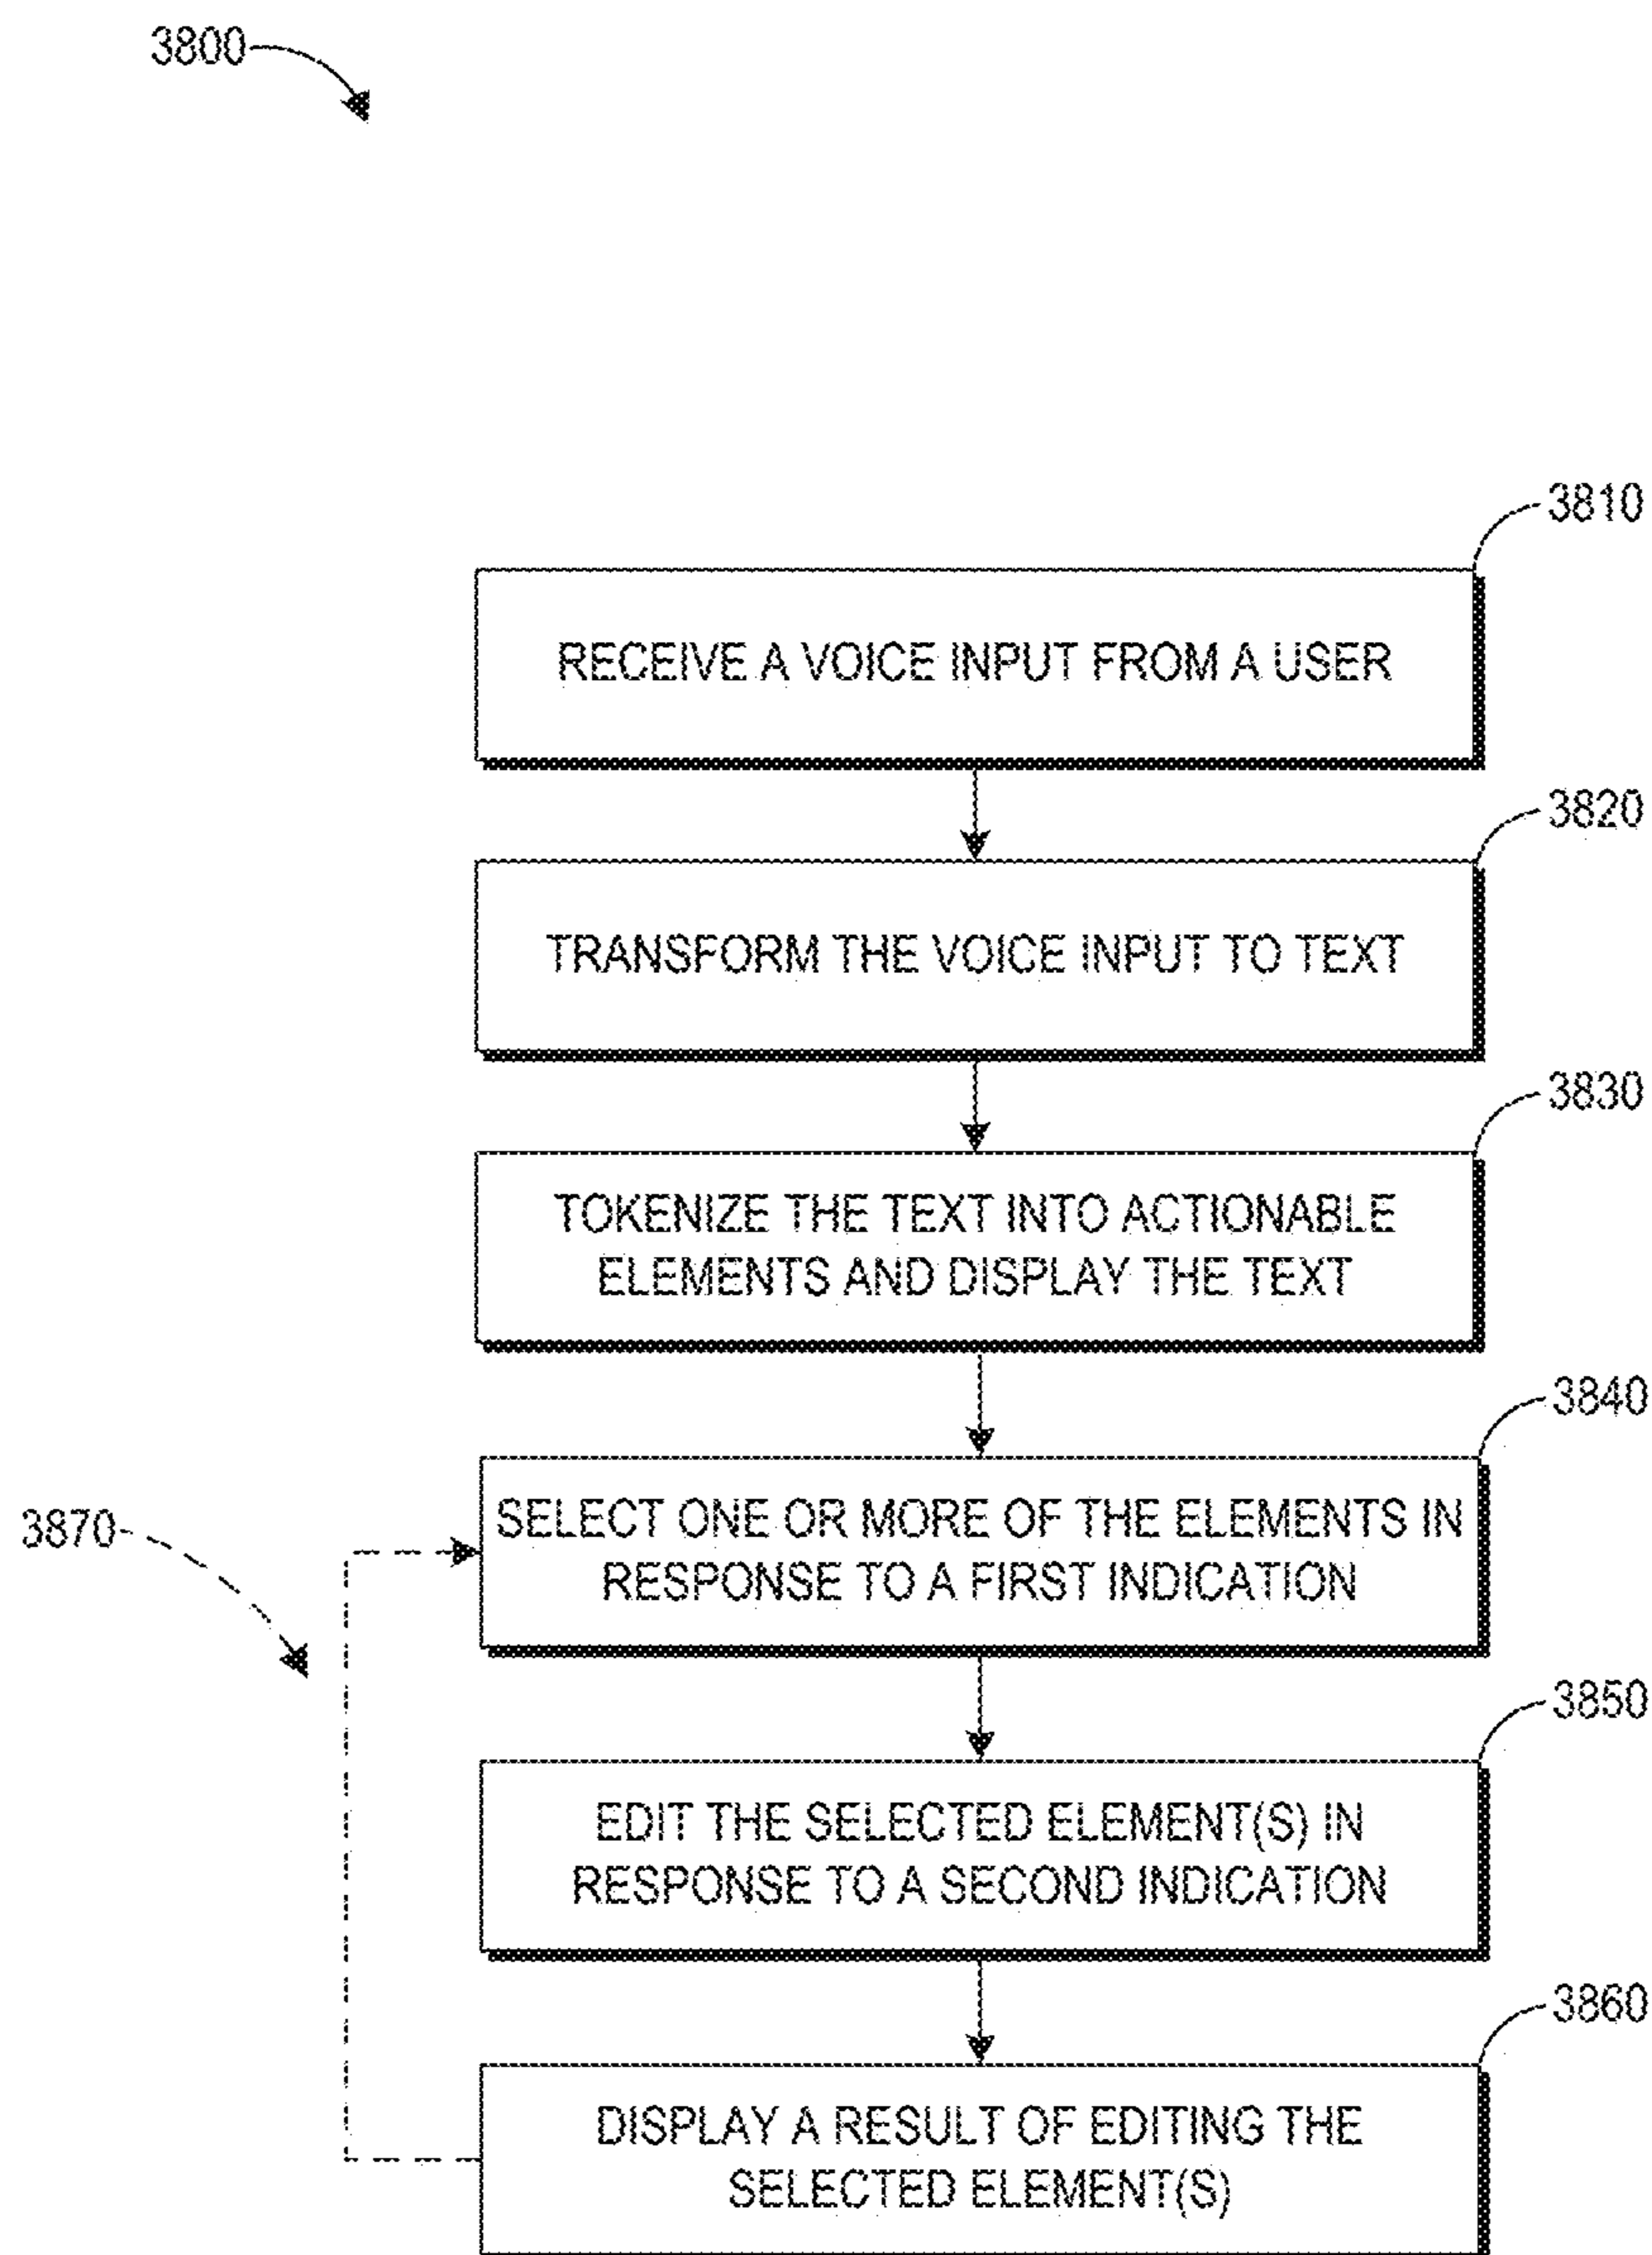 3800
3810
RECEIVE A VOICE INPUT FROM A USER
3820
TRANSFORM THE VOICE INPUT TO TEXT
3830
TOKENIZE THE TEXT INTO ACTIONABLE
ELEMENTS AND DISPLAY THE TEXT
3840
SELECT ONE OR MORE OF THE ELEMENTS IN
RESPONSE TO A FIRST INDICATION
3870
3850
EDIT THE SELECTED ELEMENT(S) IN
RESPONSE TO A SECOND INDICATION
3860
DISPLAY A RESULT OF EDITING THE
SELECTED ELEMENT(S)